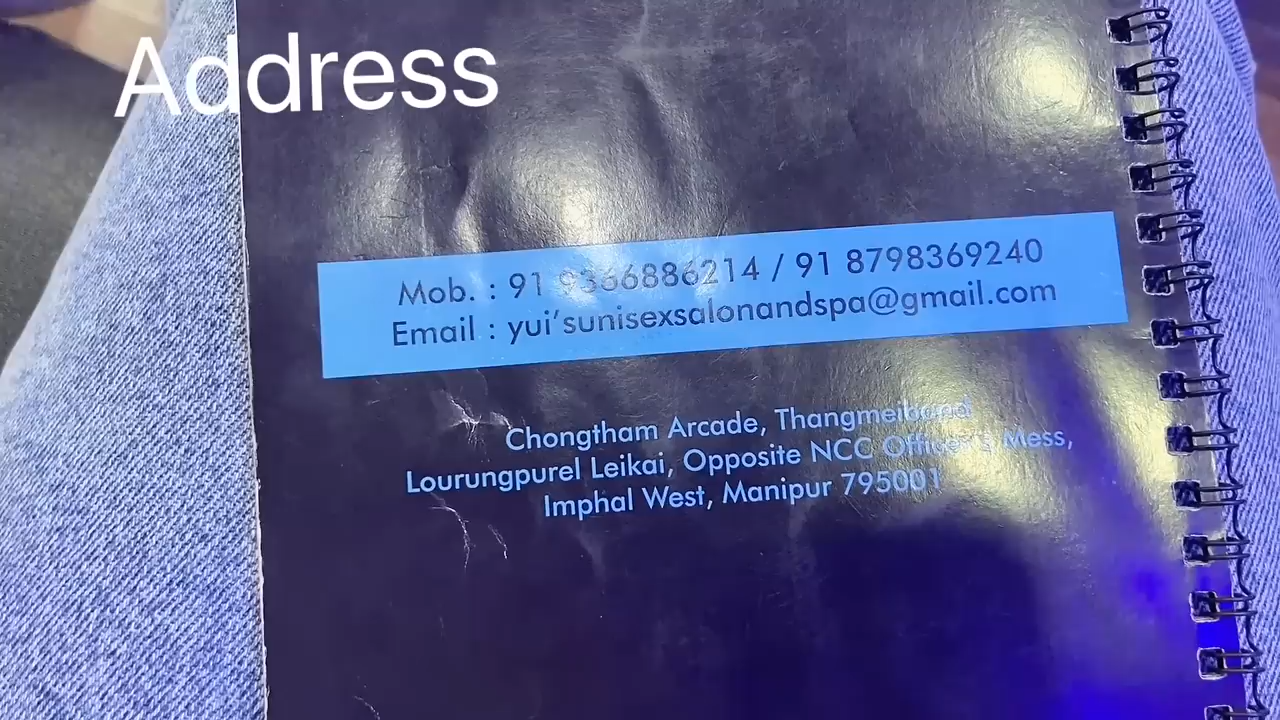 Address
Mob. : 91 9366886214 / 91 8798369240
Email : yui'sunisexsalonandspa@gmail.com
Chongtham Arcade, Thangmeiband
Lourungpurel Leikai, Opposite NCC Officer's Mess,
Imphal West, Manipur 795001